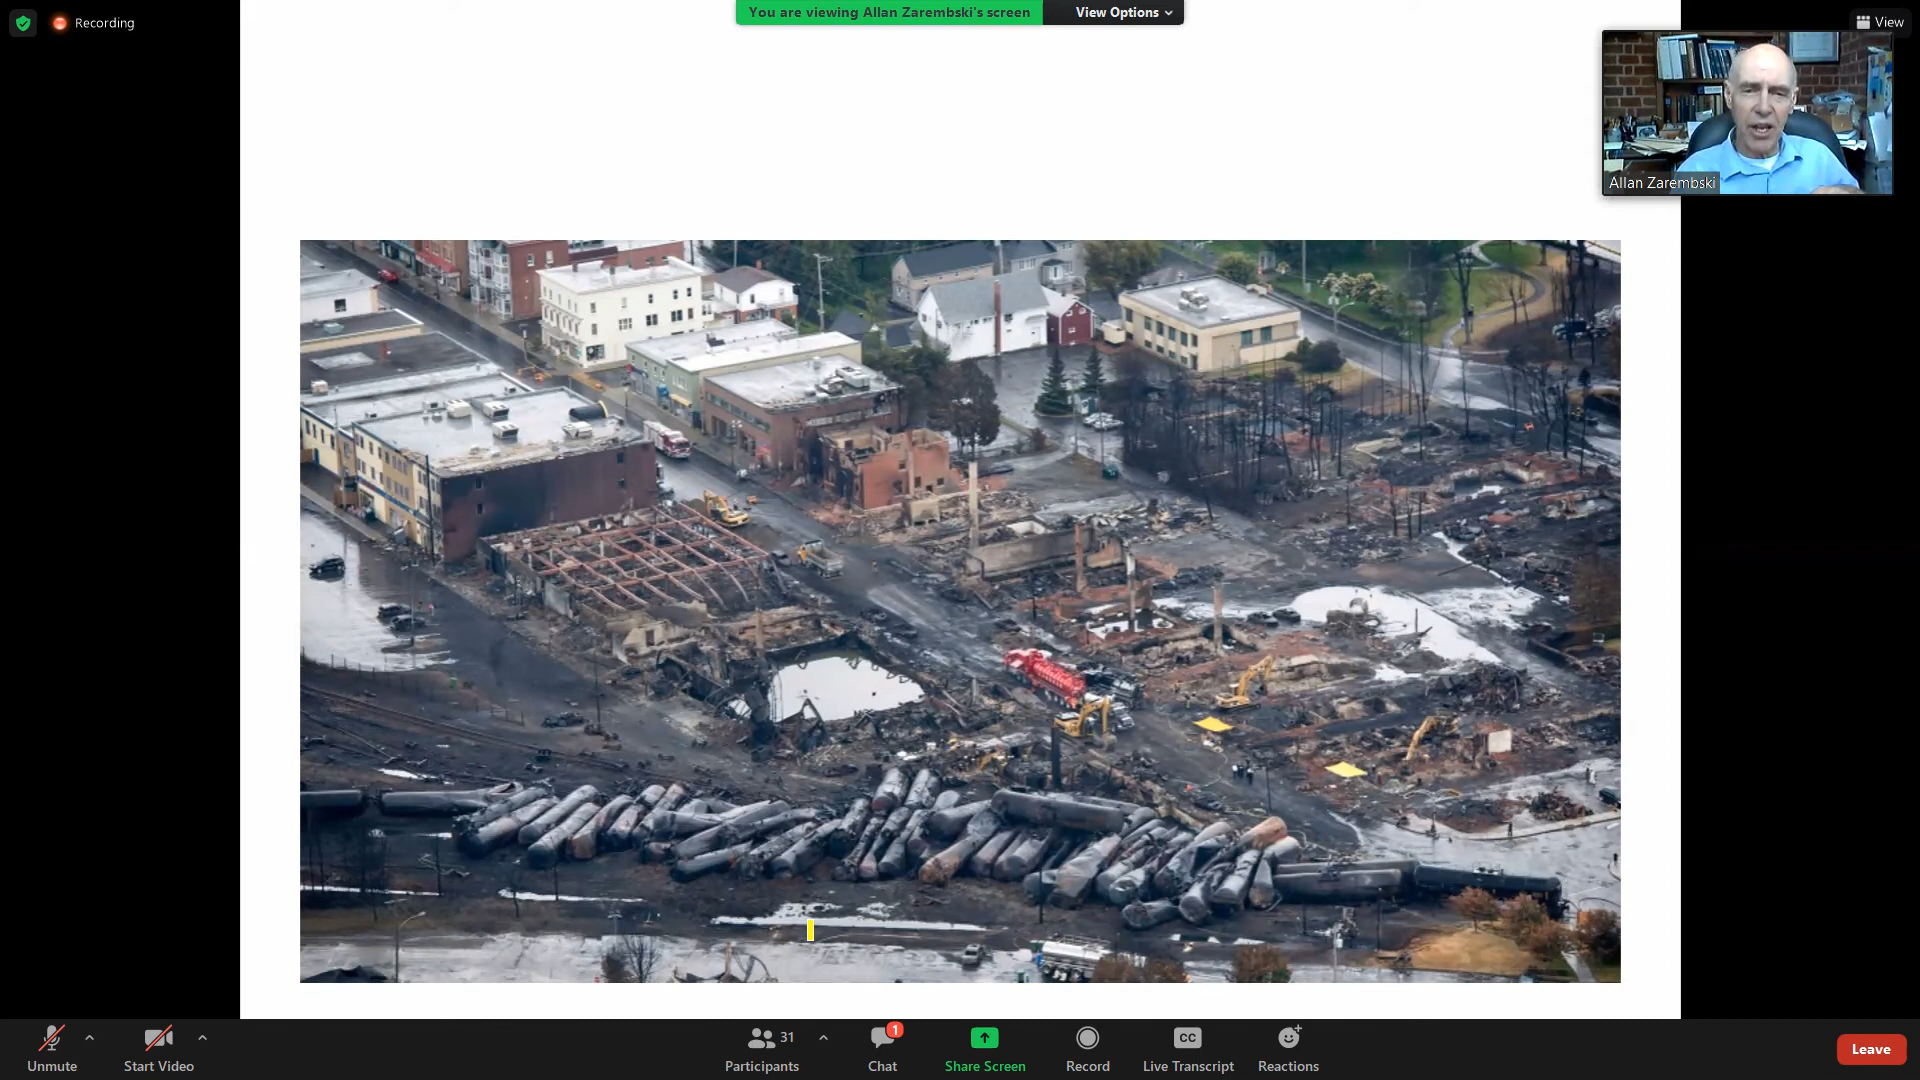 Recording
You are viewing Allan Zarembski's screen
View Options
View
Allan Zarembski
Unmute
Start Video
31
Participants
1
Chat
Share Screen
Record
CC
Live Transcript
Reactions
Leave